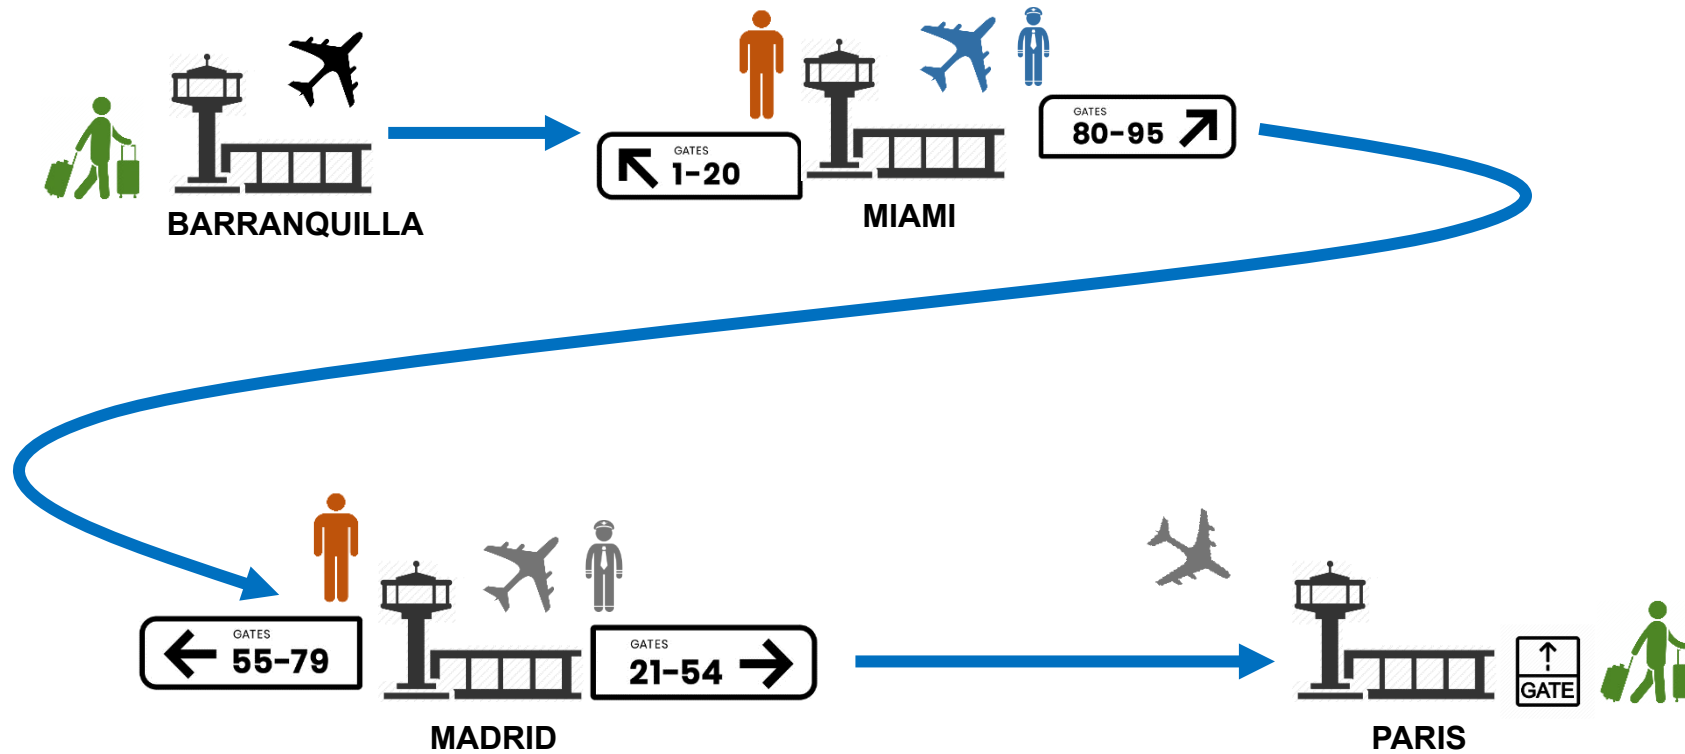 GATES
1-20
GATES
80-95
BARRANQUILLA
MIAMI
GATES
55-79
GATES
21-54
GATE
MADRID
PARIS